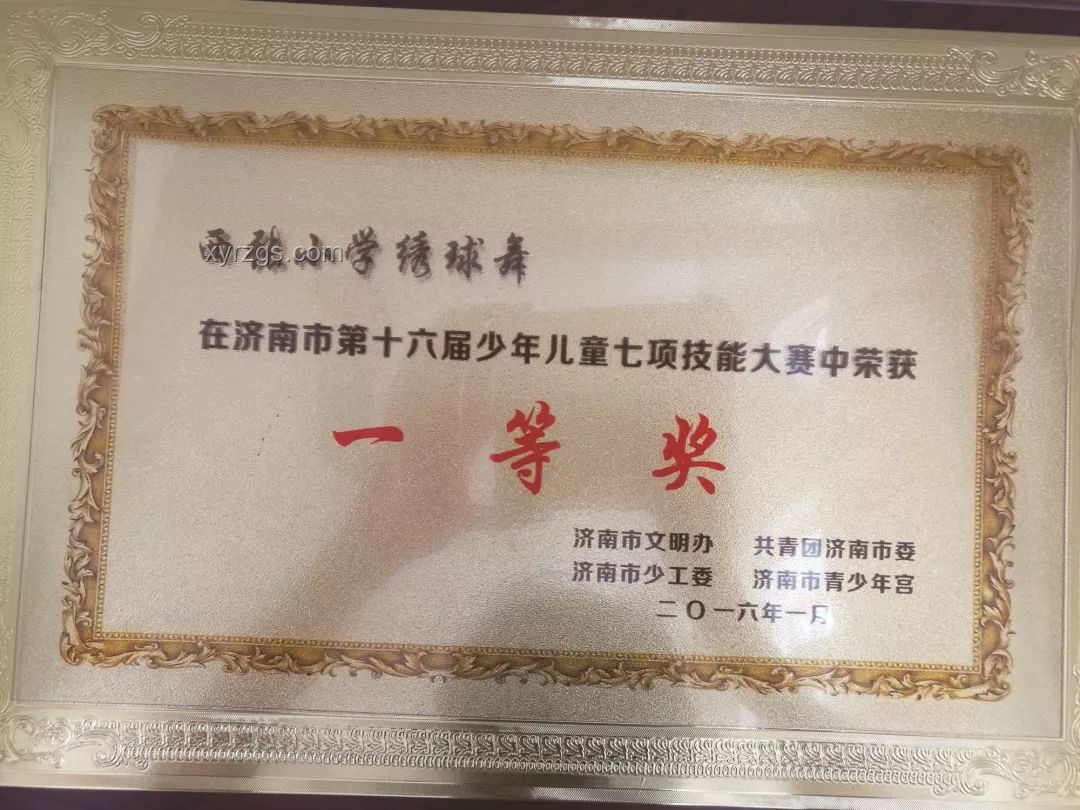 西张小学绣球舞
xyrzgs.com
在济南市第十六届少年儿童七项技能大赛中荣获
一等奖
济南市文明办 共青团济南市委
济南市少工委 济南市青少年宫
二〇一六年一月